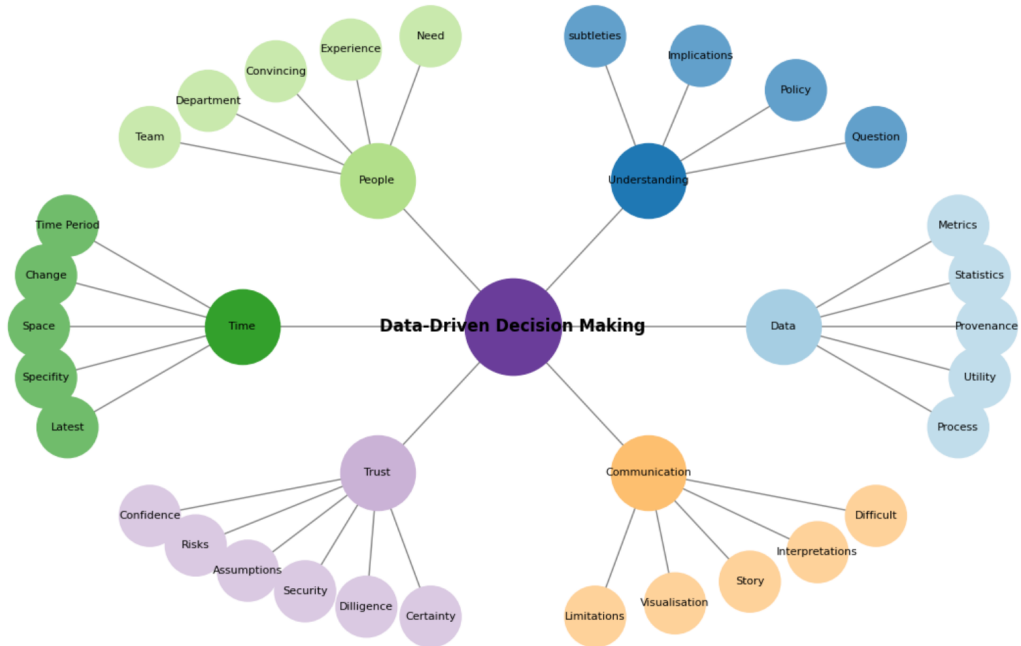 Need
subtleties
Experience
Implications
Convincing
Policy
Department
Team
Question
People
Understanding
Time Period
Metrics
Change
Statistics
Space
Time
Data-Driven Decision Making
Data
Provenance
Specifity
Utility
Latest
Process
Trust
Communication
Confidence
Difficult
Risks
Interpretations
Assumptions
Story
Security
Visualisation
Dilligence
Certainty
Limitations